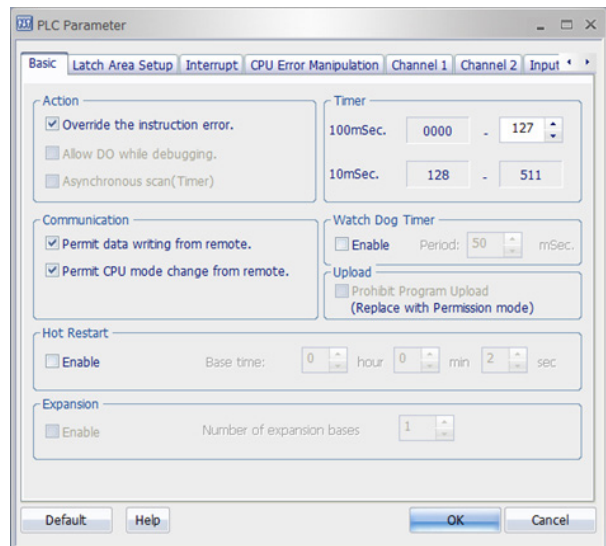 PLC Parameter
Basic Latch Area Setup Interrupt CPU Error Manipulation Channel 1 Channel 2 Input
Action
Override the instruction error.
Allow DO while debugging.
Asynchronous scan(Timer)
Timer
100mSec. 0000 - 127
10mSec. 128 - 511
Communication
Permit data writing from remote.
Permit CPU mode change from remote.
Watch Dog Timer
Enable Period: 50 mSec.
Upload
Prohibit Program Upload
(Replace with Permission mode)
Hot Restart
Enable Base time: 0 hour 0 min 2 sec
Expansion
Enable Number of expansion bases 1
Default Help OK Cancel